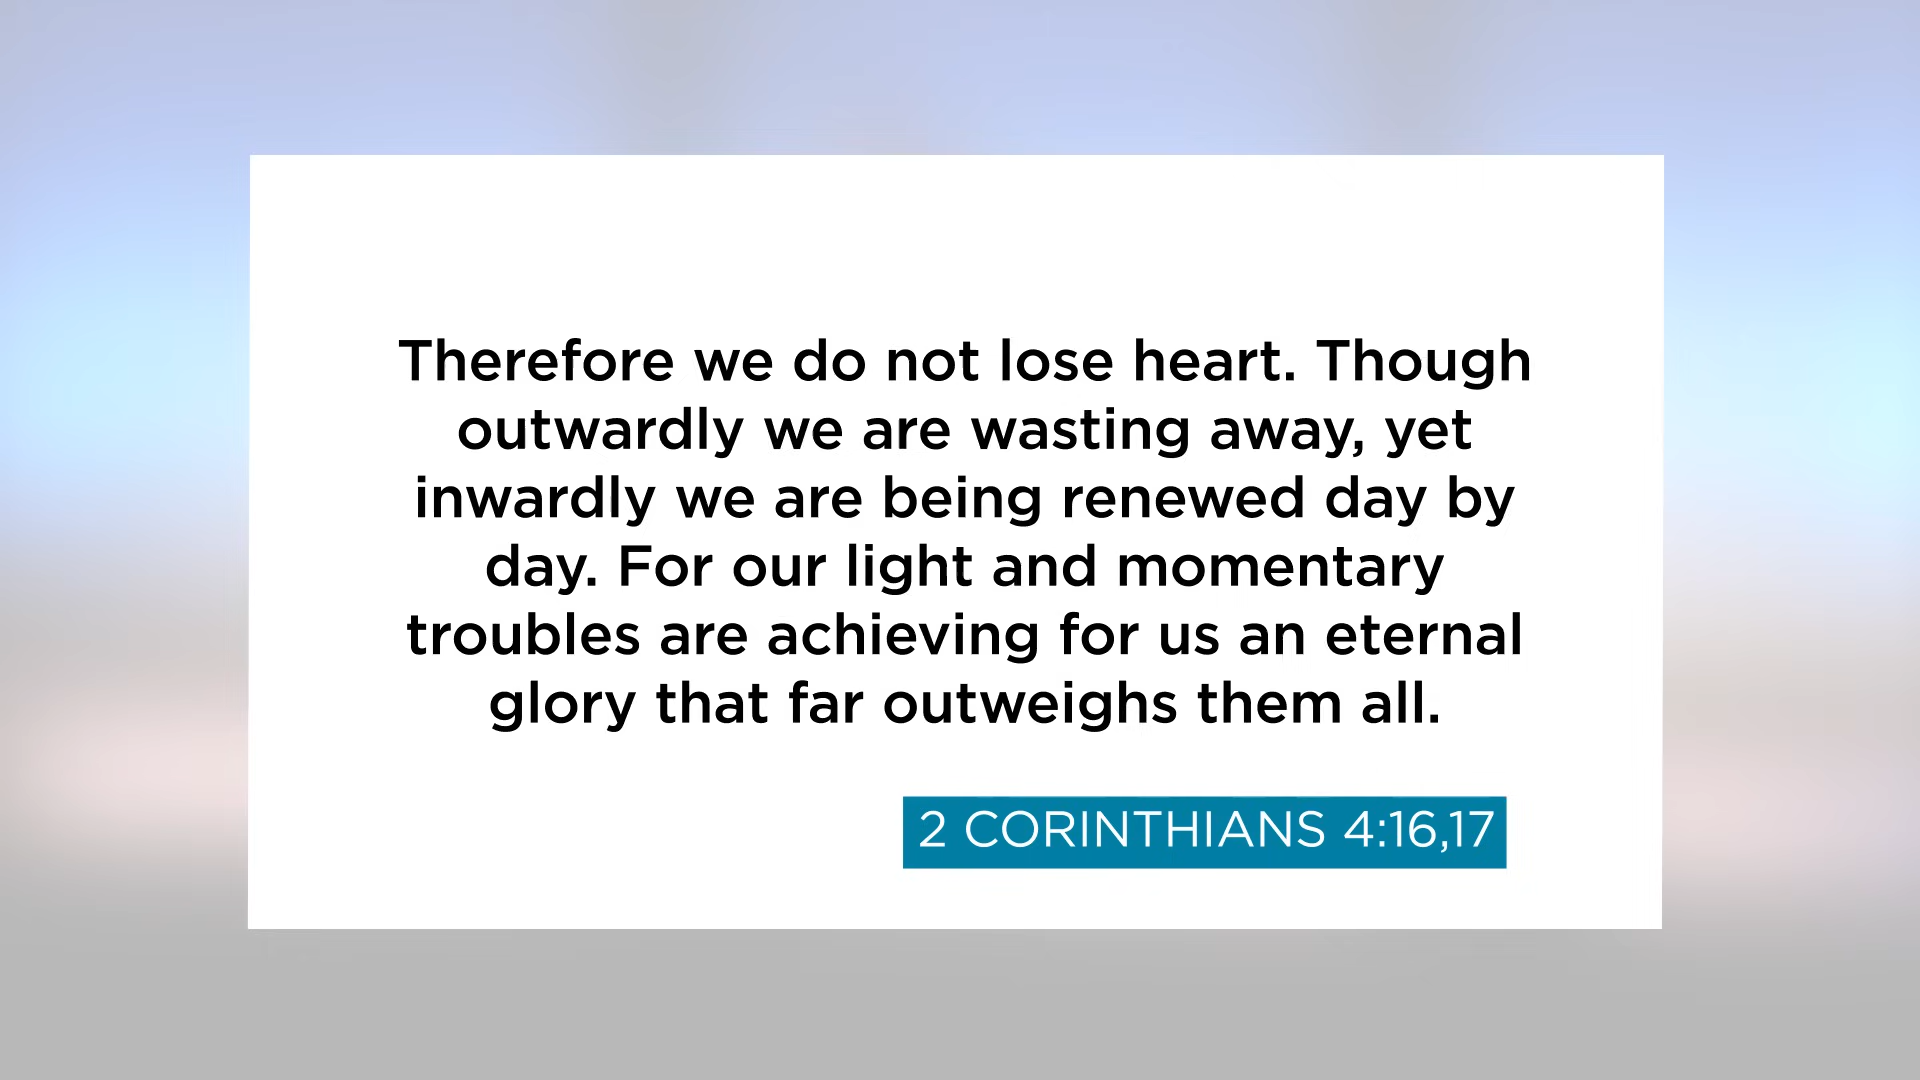 Therefore we do not lose heart. Though
outwardly we are wasting away, yet
inwardly we are being renewed day by
day. For our light and momentary
troubles are achieving for us an eternal
glory that far outweighs them all.
2 CORINTHIANS 4:16,17